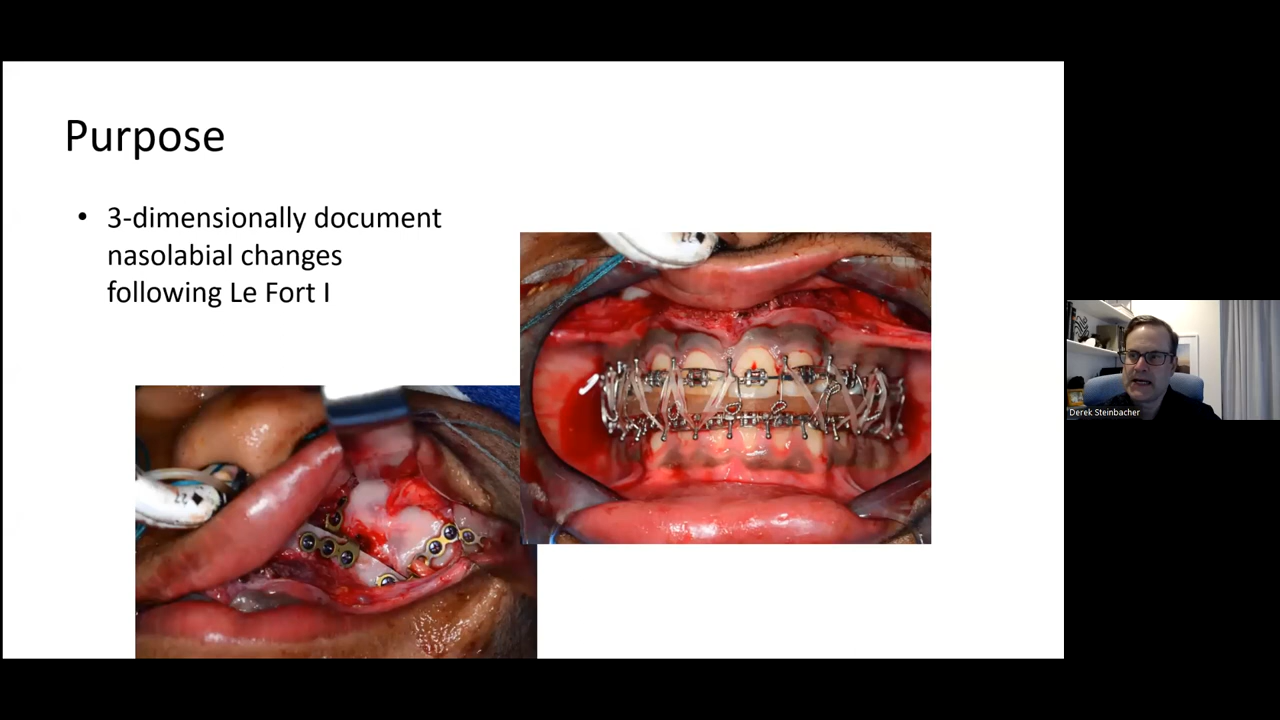 Purpose
• 3-dimensionally document
nasolabial changes
following Le Fort I
Derek Steinbacher